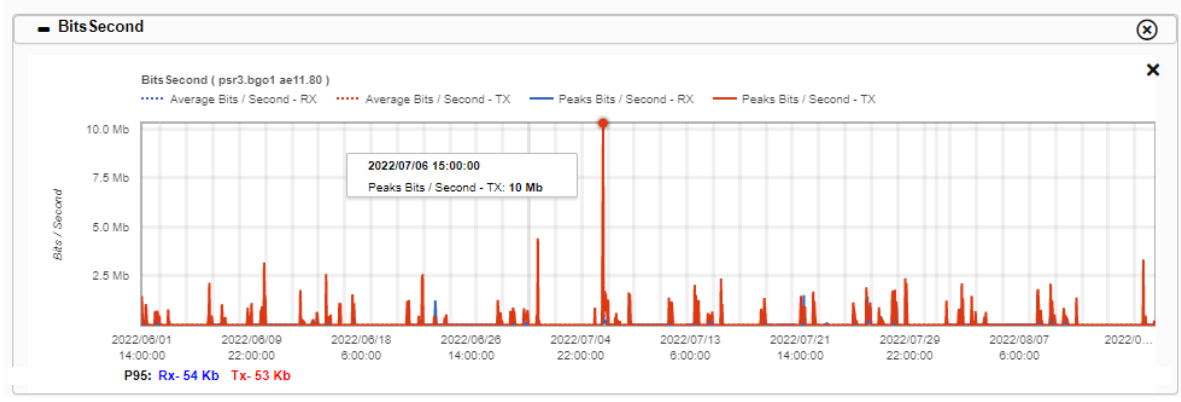 BitsSecond
BitsSecond ( psr3.bgo1 ae11.80 )
Average Bits / Second - RX Average Bits / Second - TX Peaks Bits / Second - RX Peaks Bits / Second - TX
10.0 Mb
7.5 Mb
5.0 Mb
2.5 Mb
Bits / Second
2022/07/06 15:00:00
Peaks Bits / Second - TX: 10 Mb
2022/06/01 2022/06/09 2022/06/18 2022/06/26 2022/07/04 2022/07/13 2022/07/21 2022/07/29 2022/08/07 2022/0...
14:00:00 22:00:00 6:00:00 14:00:00 22:00:00 6:00:00 14:00:00 22:00:00 6:00:00
P95: Rx- 54 Kb Tx- 53 Kb